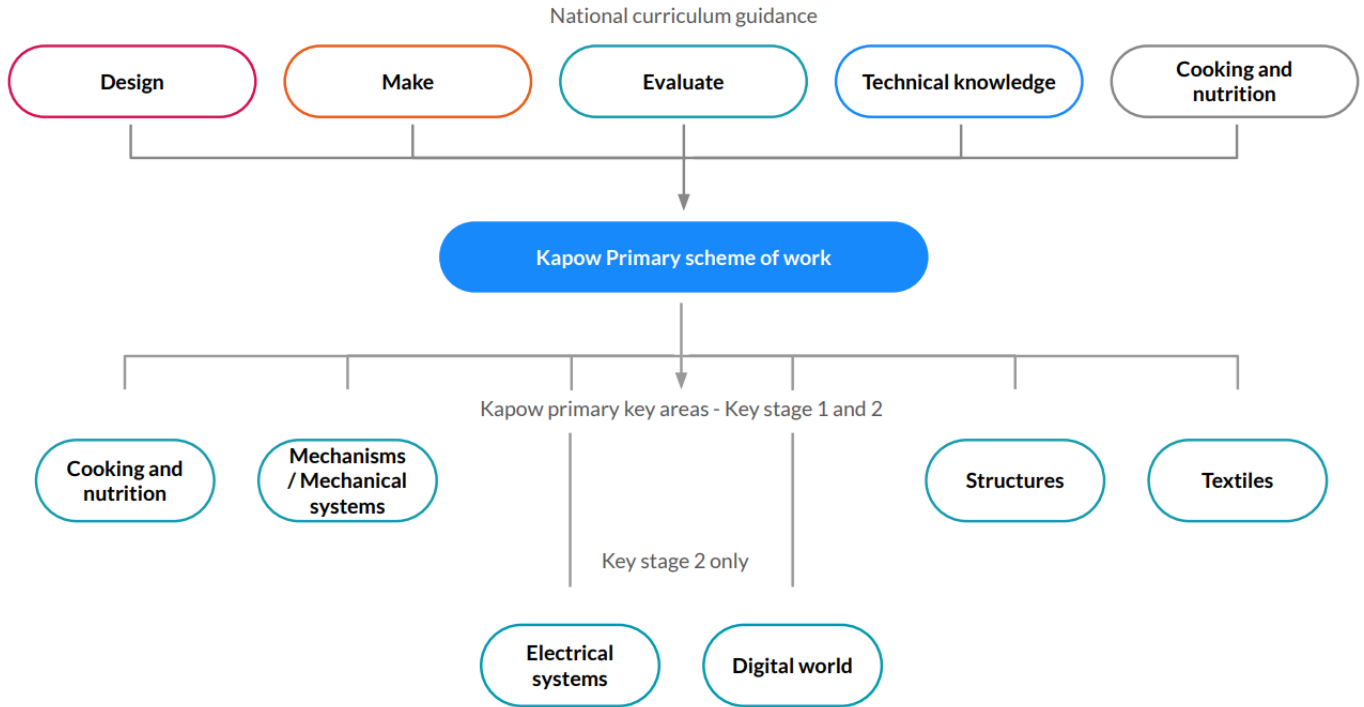 National curriculum guidance
Design
Make
Evaluate
Technical knowledge
Cooking and
nutrition
Kapow Primary scheme of work
Kapow primary key areas - Key stage 1 and 2
Cooking and
nutrition
Mechanisms
/ Mechanical
systems
Structures
Textiles
Key stage 2 only
Electrical
systems
Digital world